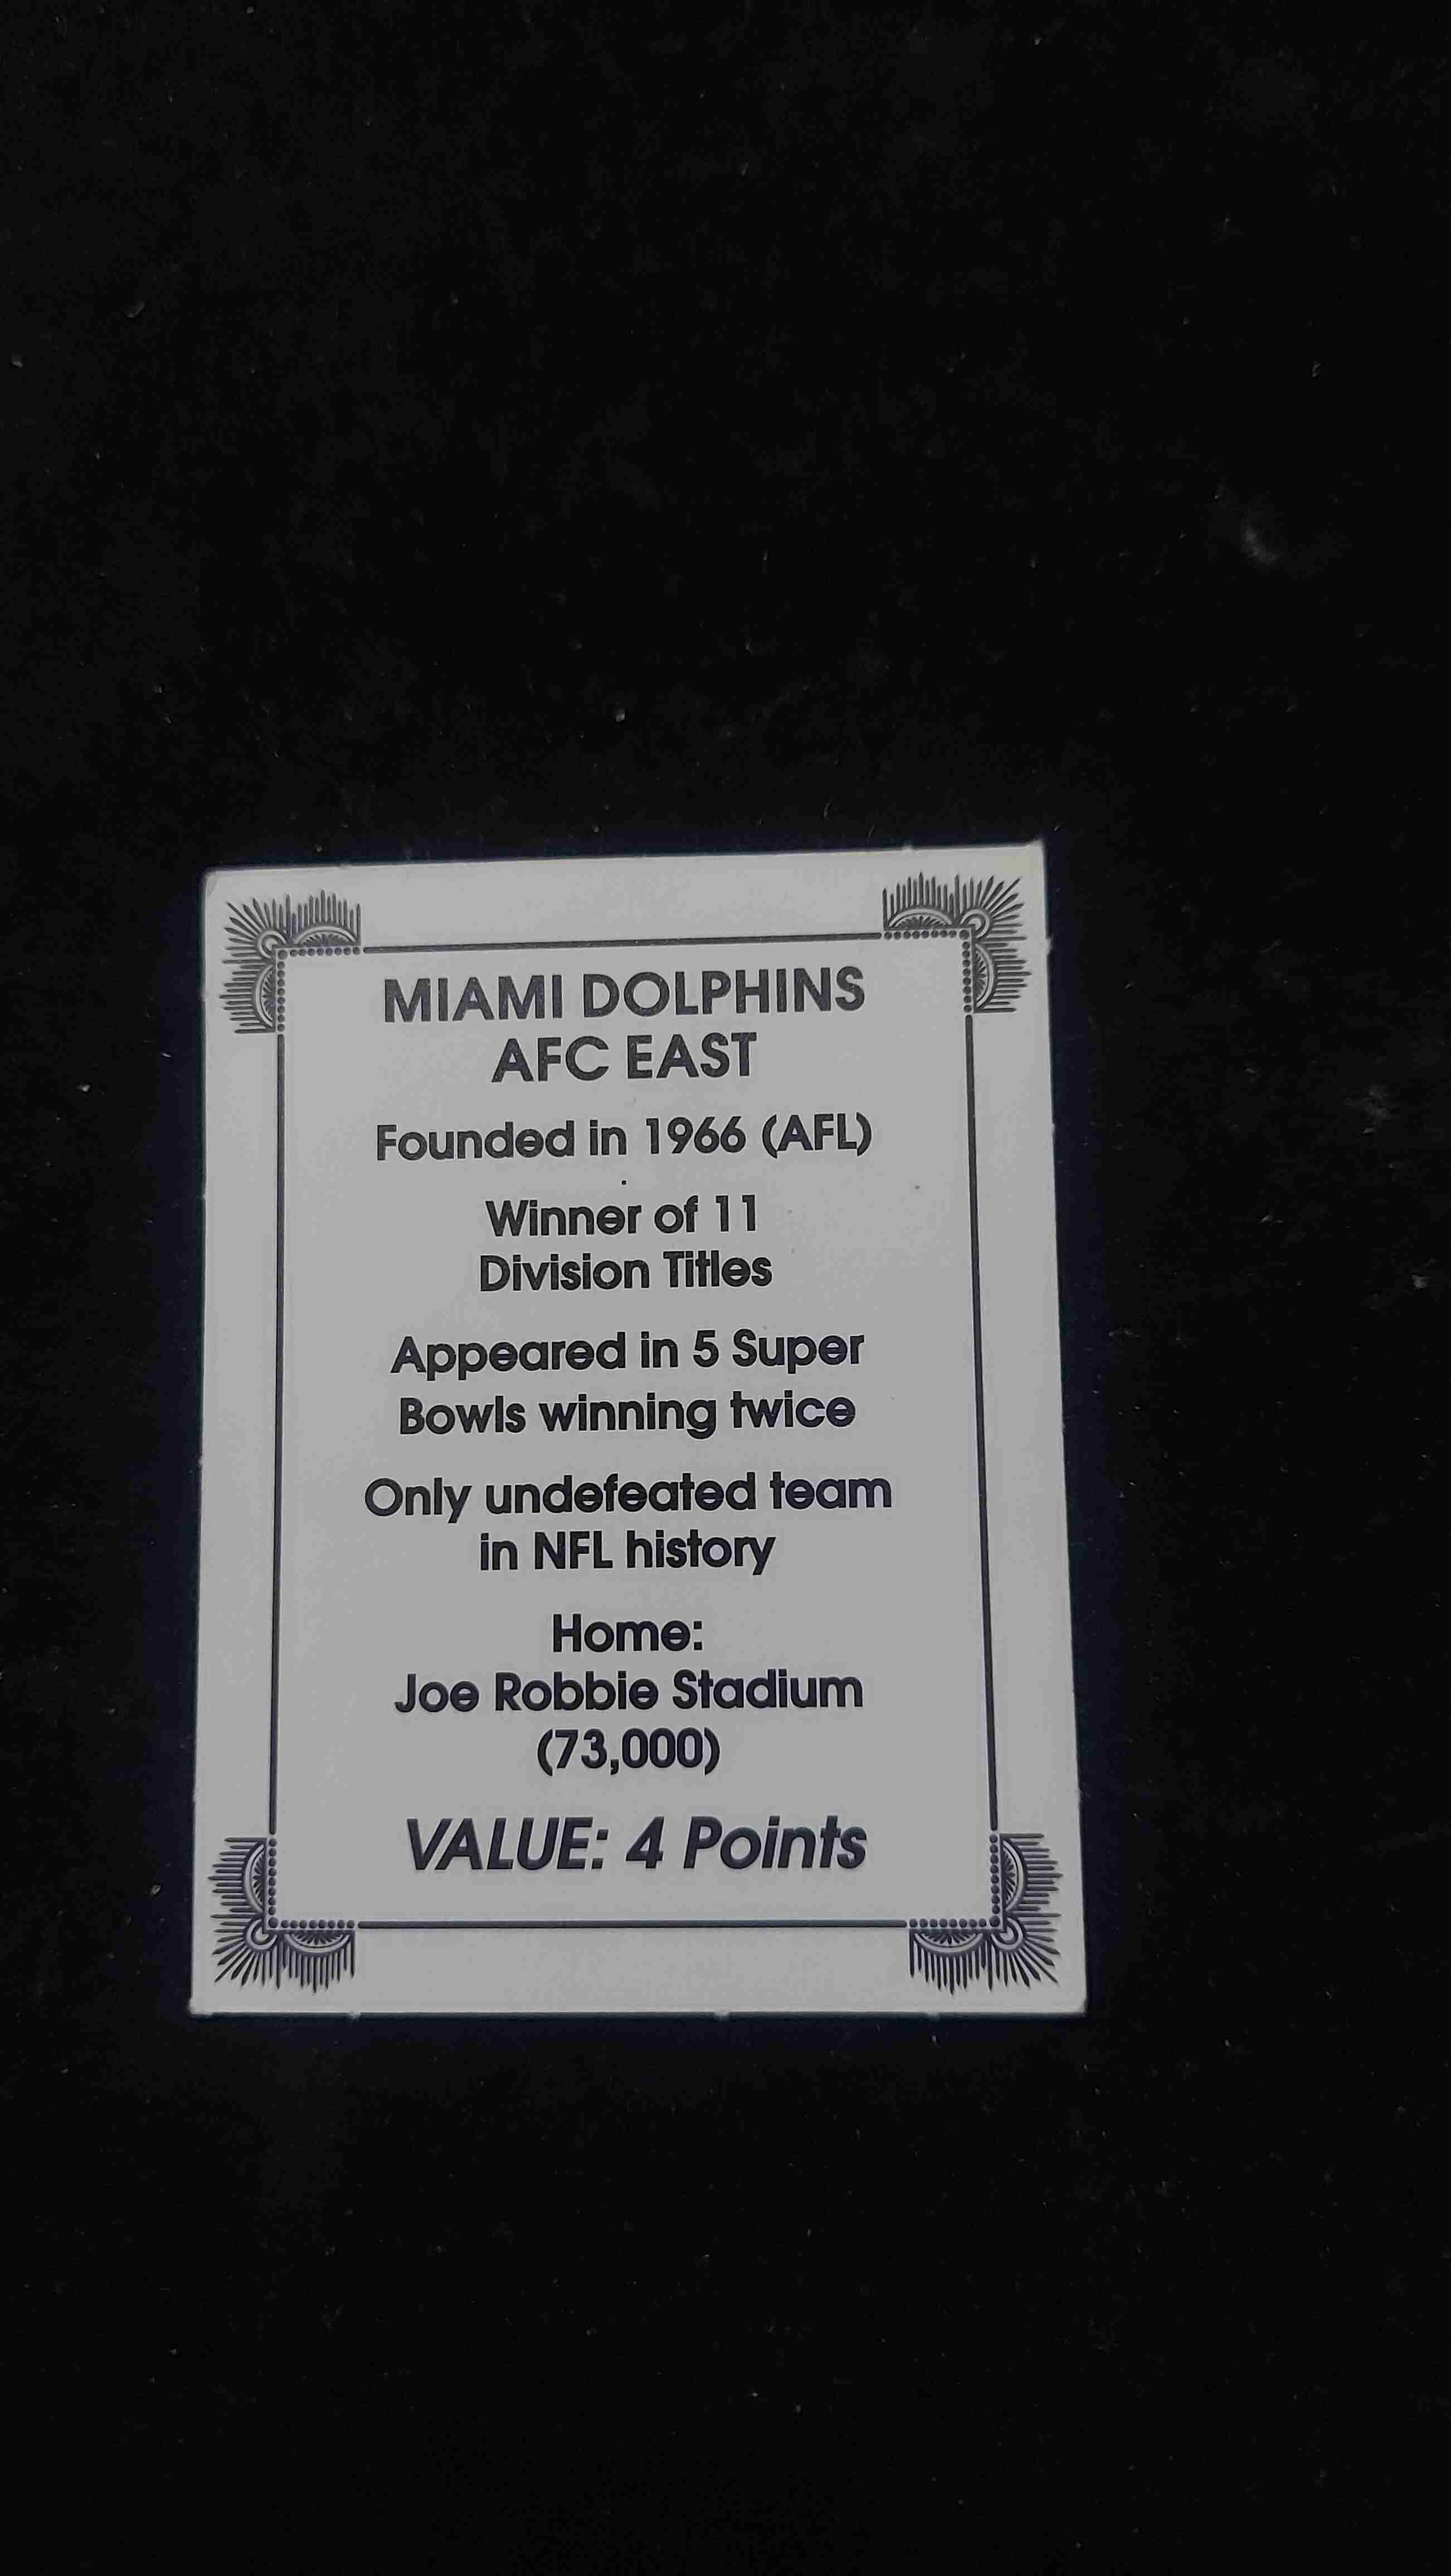 MIAMI DOLPHINS
AFC EAST
Founded in 1966 (AFL)
Winner of 11
Division Titles
Appeared in 5 Super
Bowls winning twice
Only undefeated team
in NFL history
Home:
Joe Robbie Stadium
(73,000)
VALUE: 4 Points